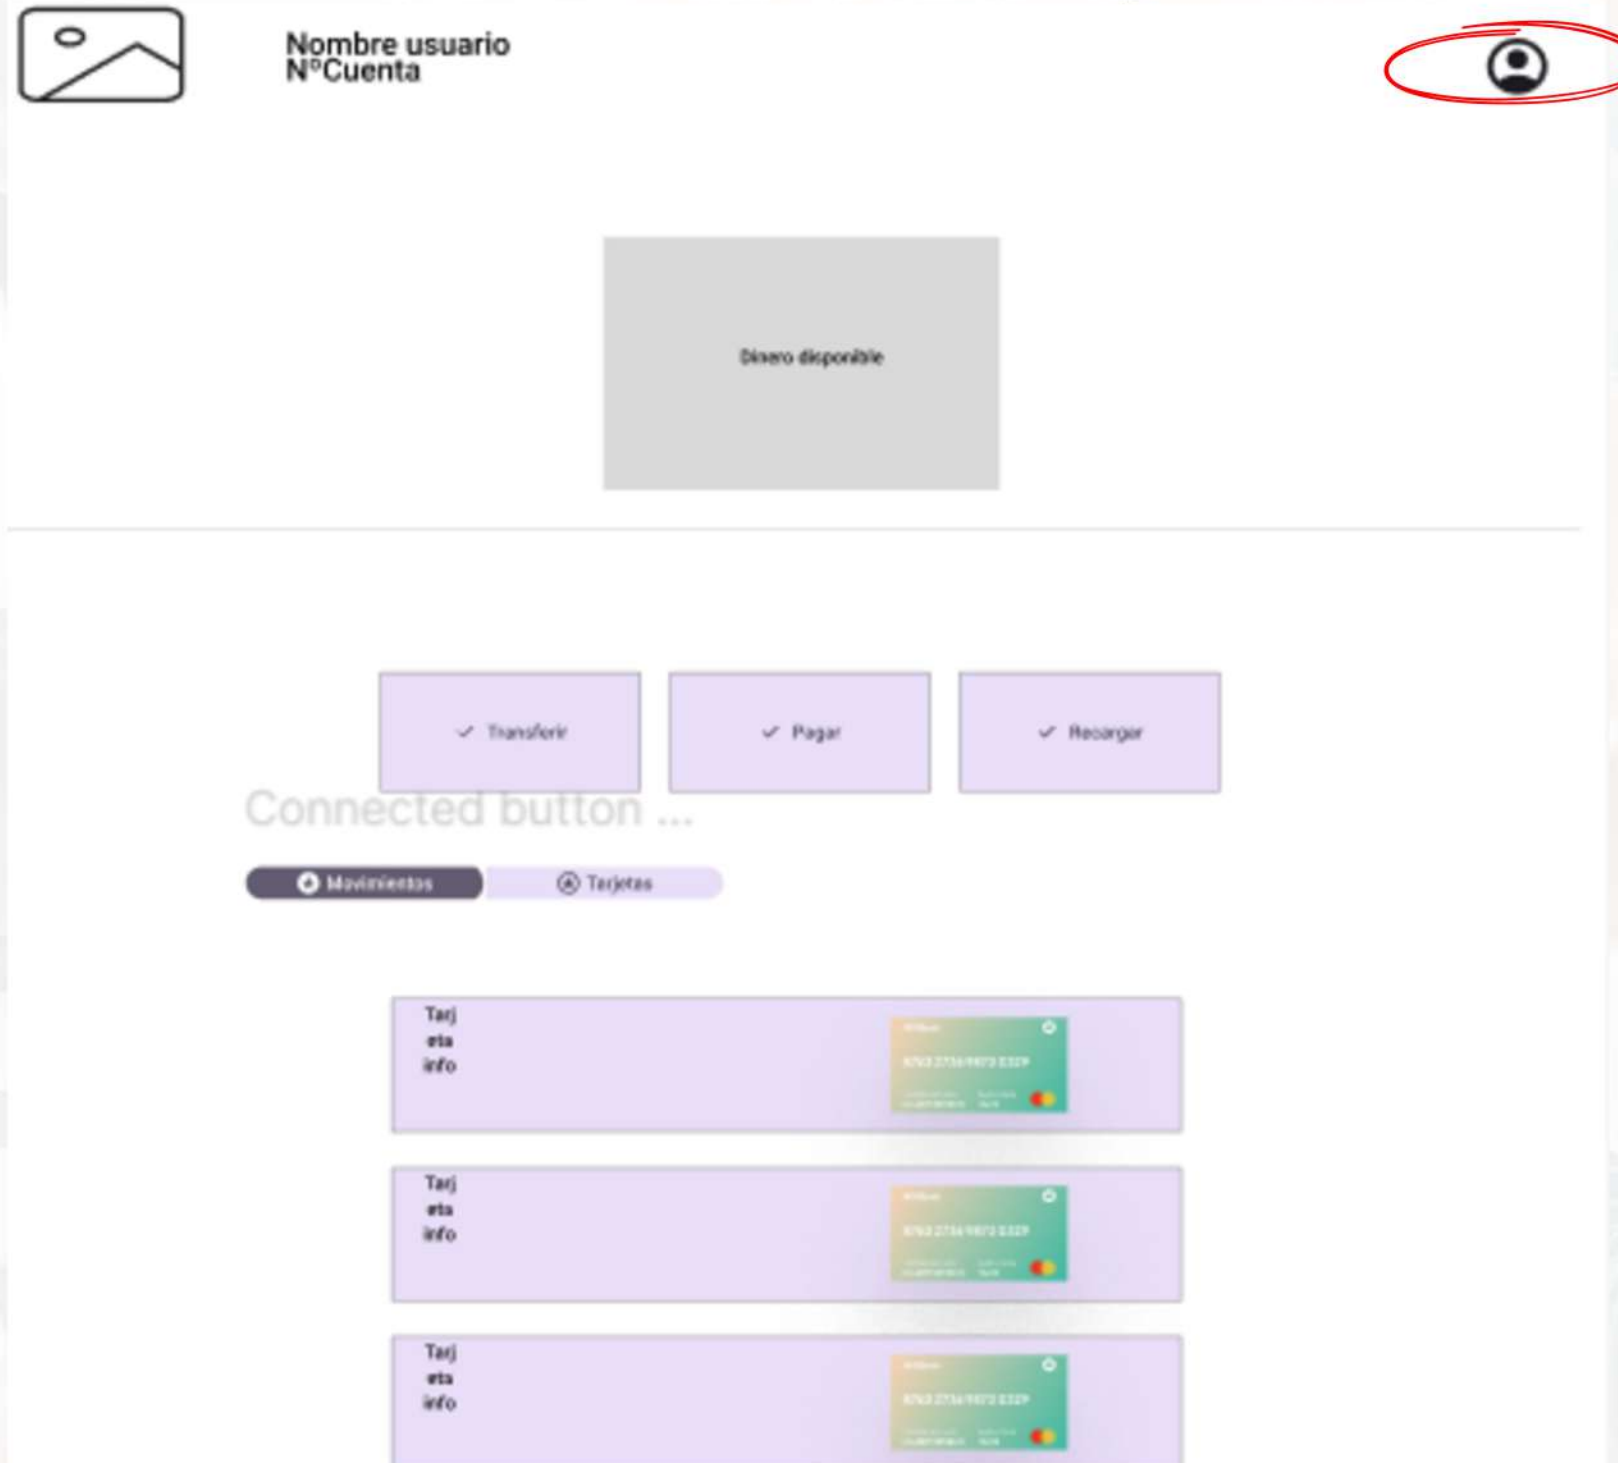 Nombre usuario
NºCuenta
Dinero disponible
Transferir
Pagar
Recargar
Connected button ...
Movimientos
Tarjetas
Tarj
eta
info
Tarj
eta
info
Tarj
eta
info